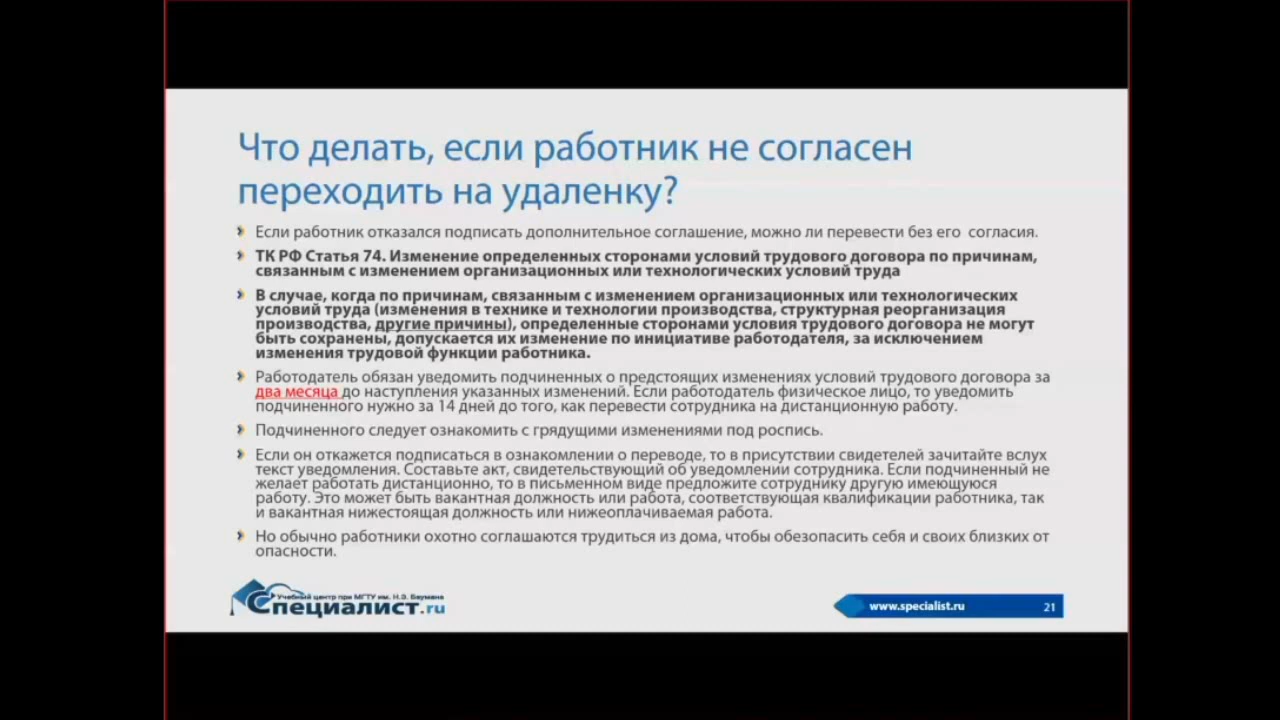 Что делать, если работник не согласен
переходить на удаленку?
Если работник отказался подписать дополнительное соглашение, можно ли перевести без его согласия.
ТК РФ Статья 74. Изменение определенных сторонами условий трудового договора по причинам,
связанным с изменением организационных или технологических условий труда
В случае, когда по причинам, связанным с изменением организационных или технологических
условий труда (изменения в технике и технологии производства, структурная реорганизация
производства, другие причины), определенные сторонами условия трудового договора не могут
быть сохранены, допускается их изменение по инициативе работодателя, за исключением
изменения трудовой функции работника.
Работодатель обязан уведомить подчиненных о предстоящих изменениях условий трудового договора за
два месяца до наступления указанных изменений. Если работодатель физическое лицо, то уведомить
подчиненного нужно за 14 дней до того, как перевести сотрудника на дистанционную работу.
Подчиненного следует ознакомить с грядущими изменениями под роспись.
Если он откажется подписаться в ознакомлении о переводе, то в присутствии свидетелей зачитайте вслух
текст уведомления. Составьте акт, свидетельствующий об уведомлении сотрудника. Если подчиненный не
желает работать дистанционно, то в письменном виде предложите сотруднику другую имеющуюся
работу. Это может быть вакантная должность или работа, соответствующая квалификации работника, так
и вакантная нижестоящая должность или нижеоплачиваемая работа.
Но обычно работники охотно соглашаются трудиться из дома, чтобы обезопасить себя и своих близких от
опасности.
Учебный центр при МГТУ им. Н.Э. Баумана
Специалист.ru
www.specialist.ru
21